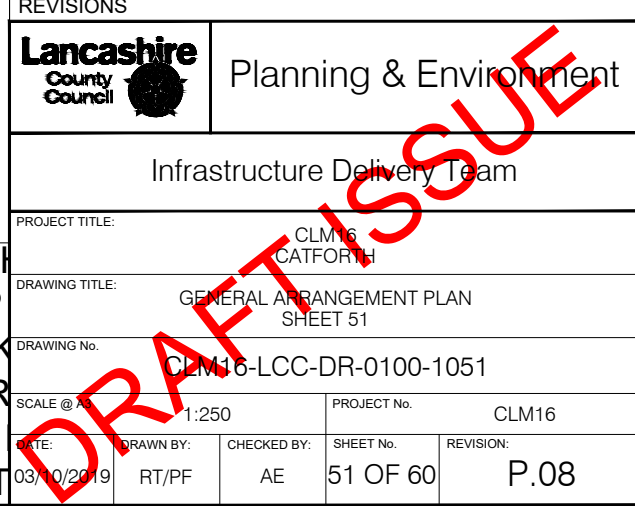 REVISIONS
Lancashire
County
Council
Planning & Environment
Infrastructure Delivery Team
PROJECT TITLE:
CLM16
CATFORTH
DRAWING TITLE:
GENERAL ARRANGEMENT PLAN
SHEET 51
DRAWING No.
CLM16-LCC-DR-0100-1051
SCALE @ A3
1:250
PROJECT No.
CLM16
DATE:
03/10/2019
DRAWN BY:
RT/PF
CHECKED BY:
AE
SHEET No.
51 OF 60
REVISION:
P.08
DRAFT ISSUE